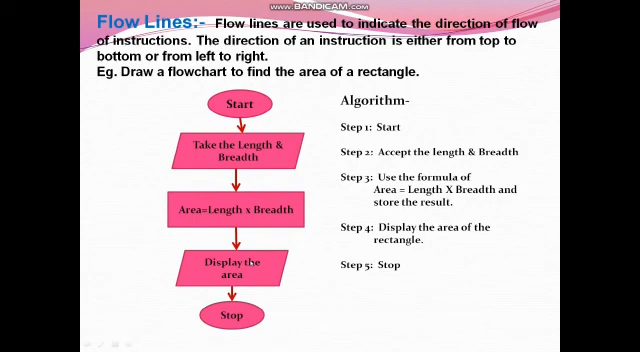 WWW.BANDICAM.COM
Flow Lines:- Flow lines are used to indicate the direction of flow
of instructions. The direction of an instruction is either from top to
bottom or from left to right.
Eg. Draw a flowchart to find the area of a rectangle.
Start
Take the Length &
Breadth
Area=Length x Breadth
Display the
area
Stop
Algorithm-
Step 1: Start
Step 2: Accept the length & Breadth
Step 3: Use the formula of
Area = Length X Breadth and
store the result.
Step 4: Display the area of the
rectangle.
Step 5: Stop